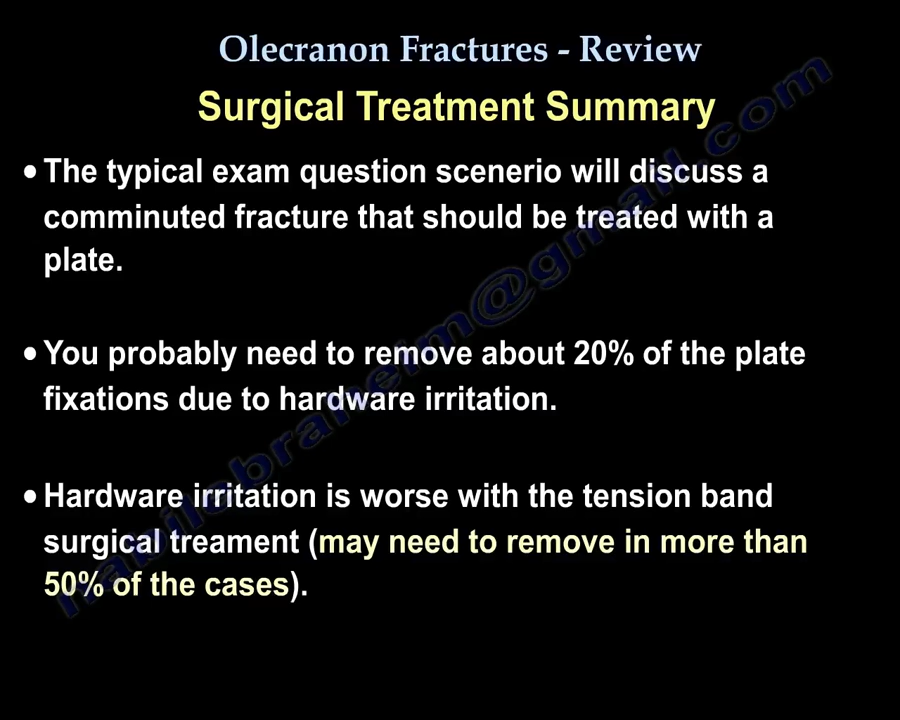 Olecranon Fractures - Review
Surgical Treatment Summary
• The typical exam question scenerio will discuss a
comminuted fracture that should be treated with a
plate.
• You probably need to remove about 20% of the plate
fixations due to hardware irritation.
• Hardware irritation is worse with the tension band
surgical treament (may need to remove in more than
50% of the cases).
nabilebraheim@gmail.com